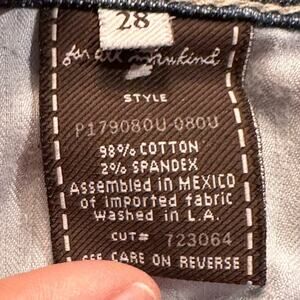 28
for all mankind
STYLE
P179080U-080U
98% COTTON
2% SPANDEX
Assembled in MEXICO
of imported fabric
Washed in L.A.
CUT# 723064
SEE CARE ON REVERSE